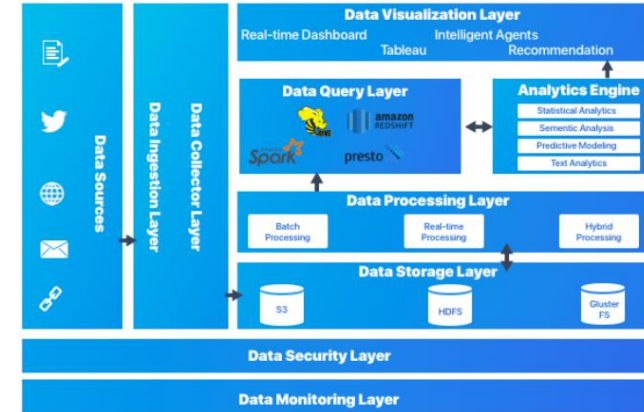 Data Visualization Layer
Real-time Dashboard
Intelligent Agents
Tableau
Recommendation
Data Sources
Data Ingestion Layer
Data Collector Layer
Data Query Layer
amazon
REDSHIFT
Spark
presto
Analytics Engine
Statistical Analytics
Sementic Analysis
Predictive Modeling
Text Analytics
Data Processing Layer
Batch
Processing
Real-time
Processing
Hybrid
Processing
Data Storage Layer
S3
HDFS
Gluster
FS
Data Security Layer
Data Monitoring Layer